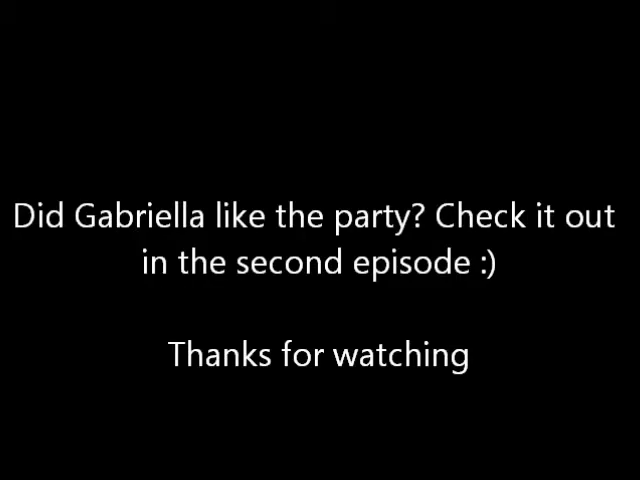 Did Gabriella like the party? Check it out
in the second episode :)
Thanks for watching